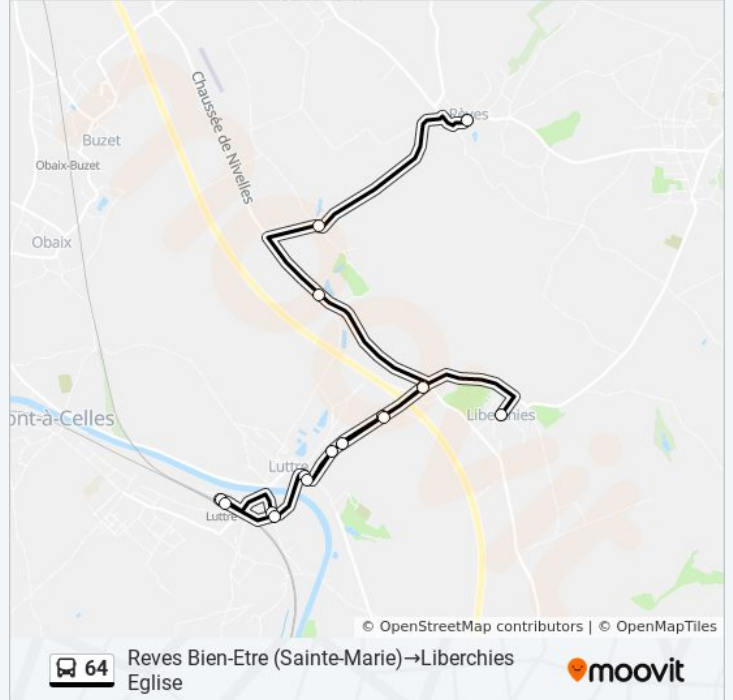 Rèves
Chaussée de Nivelles
Buzet
Obaix-Buzet
Obaix
ont-à-Celles
Liberchies
Luttre
Luttre
© OpenStreetMap contributors | © OpenMapTiles
64
Reves Bien-Etre (Sainte-Marie)→Liberchies
Eglise
moovit